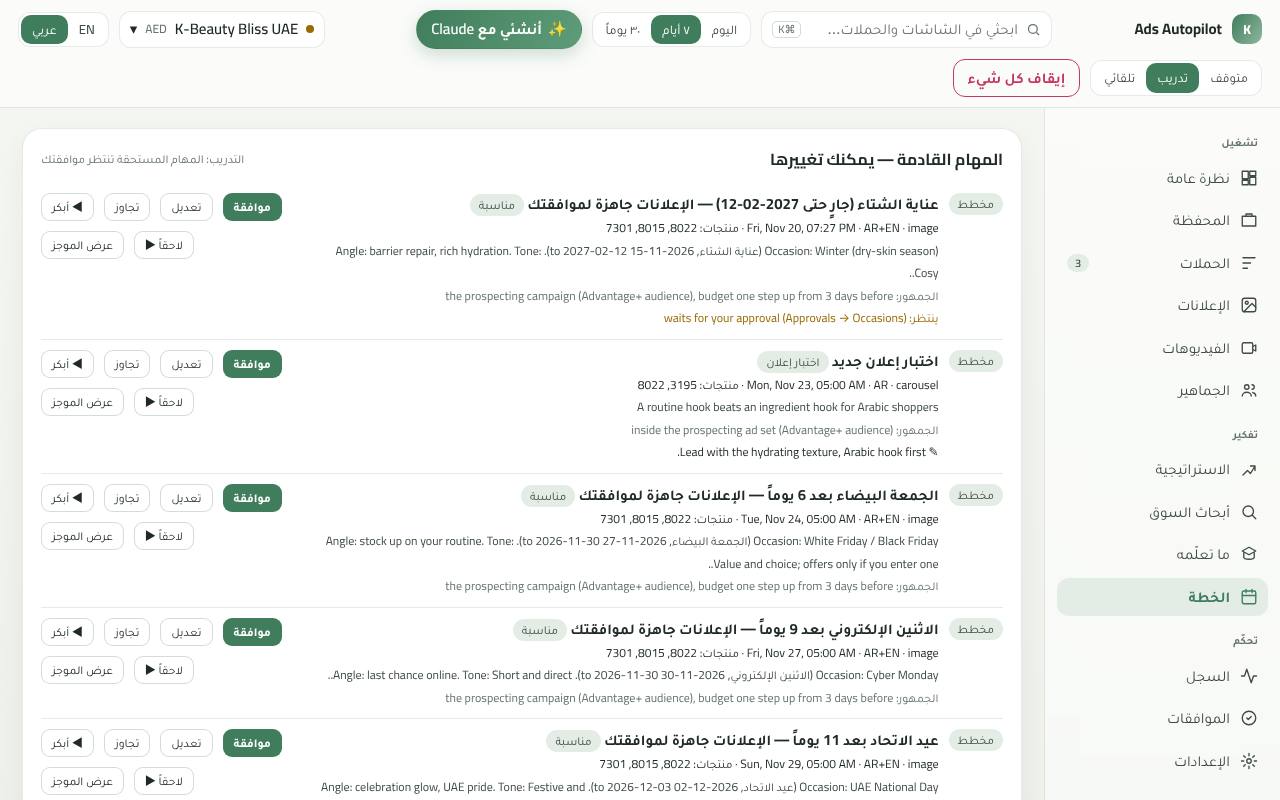 K Ads Autopilot
ابحثي في الشاشات والحملات... ⌘K
اليوم ٧ أيام ٣٠ يوماً
✨ أنشئي مع Claude
K-Beauty Bliss UAE AED ▼
EN عربي
متوقف تدريب تلقائي
إيقاف كل شيء
تشغيل
نظرة عامة
المحفظة
الحملات 3
الإعلانات
الفيديوهات
الجماهير
تفكير
الاستراتيجية
أبحاث السوق
ما تعلّمه
الخطة
تحكّم
السجل
الموافقات
الإعدادات
المهام القادمة — يمكنك تغييرها
التدريب: المهام المستحقة تنتظر موافقتك
مخطط عناية الشتاء (جارٍ حتى 2027-02-12) — الإعلانات جاهزة لموافقتك مناسبة
Fri, Nov 20, 07:27 PM · AR+EN · image · منتجات: 8022, 8015, 7301
Occasion: Winter (dry-skin season) (عناية الشتاء, 2026-11-15 to 2027-02-12). Angle: barrier repair, rich hydration. Tone:
Cosy..
الجمهور: the prospecting campaign (Advantage+ audience), budget one step up from 3 days before
ينتظر: waits for your approval (Approvals → Occasions)
موافقة تعديل تجاوز ◀ أبكر
لاحقاً ▶ عرض الموجز
مخطط اختبار إعلان جديد اختبار إعلان
Mon, Nov 23, 05:00 AM · AR · carousel · منتجات: 3195, 8022
A routine hook beats an ingredient hook for Arabic shoppers
الجمهور: inside the prospecting ad set (Advantage+ audience)
✎ Lead with the hydrating texture, Arabic hook first.
موافقة تعديل تجاوز ◀ أبكر
لاحقاً ▶ عرض الموجز
مخطط الجمعة البيضاء بعد 6 يوماً — الإعلانات جاهزة لموافقتك مناسبة
Tue, Nov 24, 05:00 AM · AR+EN · image · منتجات: 8022, 8015, 7301
Occasion: White Friday / Black Friday (الجمعة البيضاء, 2026-11-27 to 2026-11-30). Angle: stock up on your routine. Tone:
Value and choice; offers only if you enter one..
الجمهور: the prospecting campaign (Advantage+ audience), budget one step up from 3 days before
موافقة تعديل تجاوز ◀ أبكر
لاحقاً ▶ عرض الموجز
مخطط الاثنين الإلكتروني بعد 9 يوماً — الإعلانات جاهزة لموافقتك مناسبة
Fri, Nov 27, 05:00 AM · AR+EN · image · منتجات: 8022, 8015, 7301
Occasion: Cyber Monday (الاثنين الإلكتروني, 2026-11-30 to 2026-11-30). Angle: last chance online. Tone: Short and direct..
الجمهور: the prospecting campaign (Advantage+ audience), budget one step up from 3 days before
موافقة تعديل تجاوز ◀ أبكر
لاحقاً ▶ عرض الموجز
مخطط عيد الاتحاد بعد 11 يوماً — الإعلانات جاهزة لموافقتك مناسبة
Sun, Nov 29, 05:00 AM · AR+EN · image · منتجات: 8022, 8015, 7301
Occasion: UAE National Day (عيد الاتحاد, 2026-12-02 to 2026-12-03). Angle: celebration glow, UAE pride. Tone: Festive and
موافقة تعديل تجاوز ◀ أبكر
لاحقاً ▶ عرض الموجز